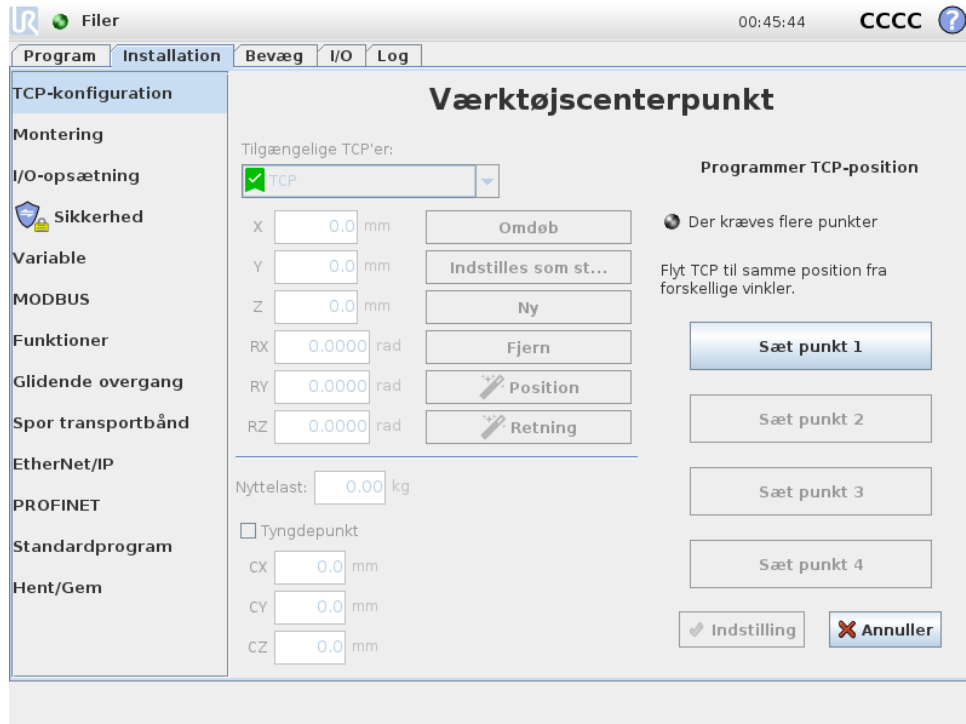 UR Filer 00:45:44 CCCC ?
Program Installation Bevæg I/O Log
TCP-konfiguration
Montering
I/O-opsætning
Sikkerhed
Variable
MODBUS
Funktioner
Glidende overgang
Spor transportbånd
EtherNet/IP
PROFINET
Standardprogram
Hent/Gem
Værktøjscenterpunkt
Tilgængelige TCP'er:
TCP
X 0.0 mm Omdøb
Y 0.0 mm Indstilles som st...
Z 0.0 mm Ny
RX 0.0000 rad Fjern
RY 0.0000 rad Position
RZ 0.0000 rad Retning
Nyttelast: 0.00 kg
Tyngdepunkt
CX 0.0 mm
CY 0.0 mm
CZ 0.0 mm
Programmer TCP-position
Der kræves flere punkter
Flyt TCP til samme position fra
forskellige vinkler.
Sæt punkt 1
Sæt punkt 2
Sæt punkt 3
Sæt punkt 4
Indstilling Annuller